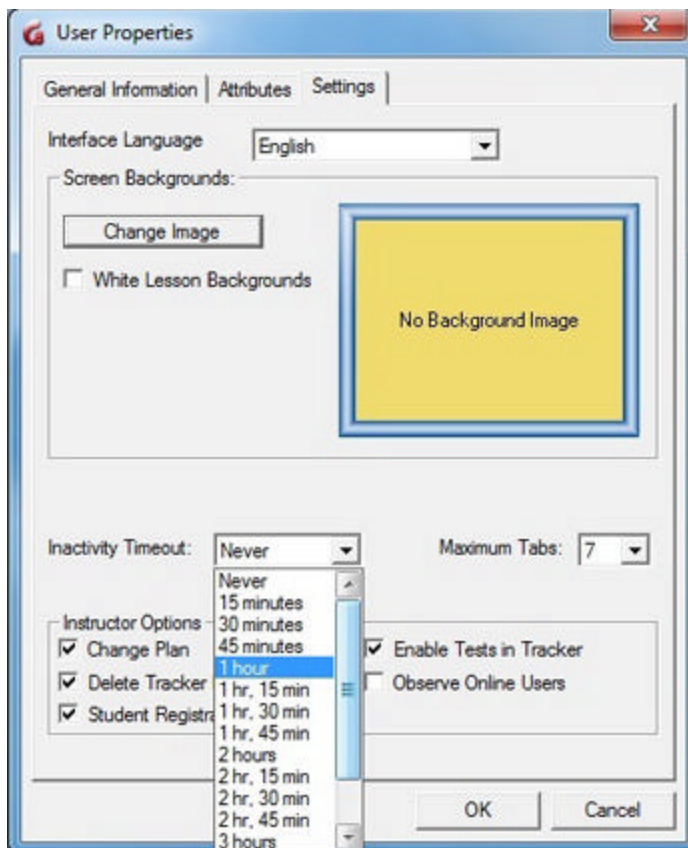 User Properties
General Information
Attributes
Settings
Interface Language
English
Screen Backgrounds:
Change Image
White Lesson Backgrounds
No Background Image
Inactivity Timeout:
Never
Maximum Tabs:
7
Never
15 minutes
30 minutes
45 minutes
1 hour
1 hr, 15 min
1 hr, 30 min
1 hr, 45 min
2 hours
2 hr, 15 min
2 hr, 30 min
2 hr, 45 min
3 hours
Instructor Options
Change Plan
Enable Tests in Tracker
Delete Tracker
Observe Online Users
Student Registra
OK
Cancel